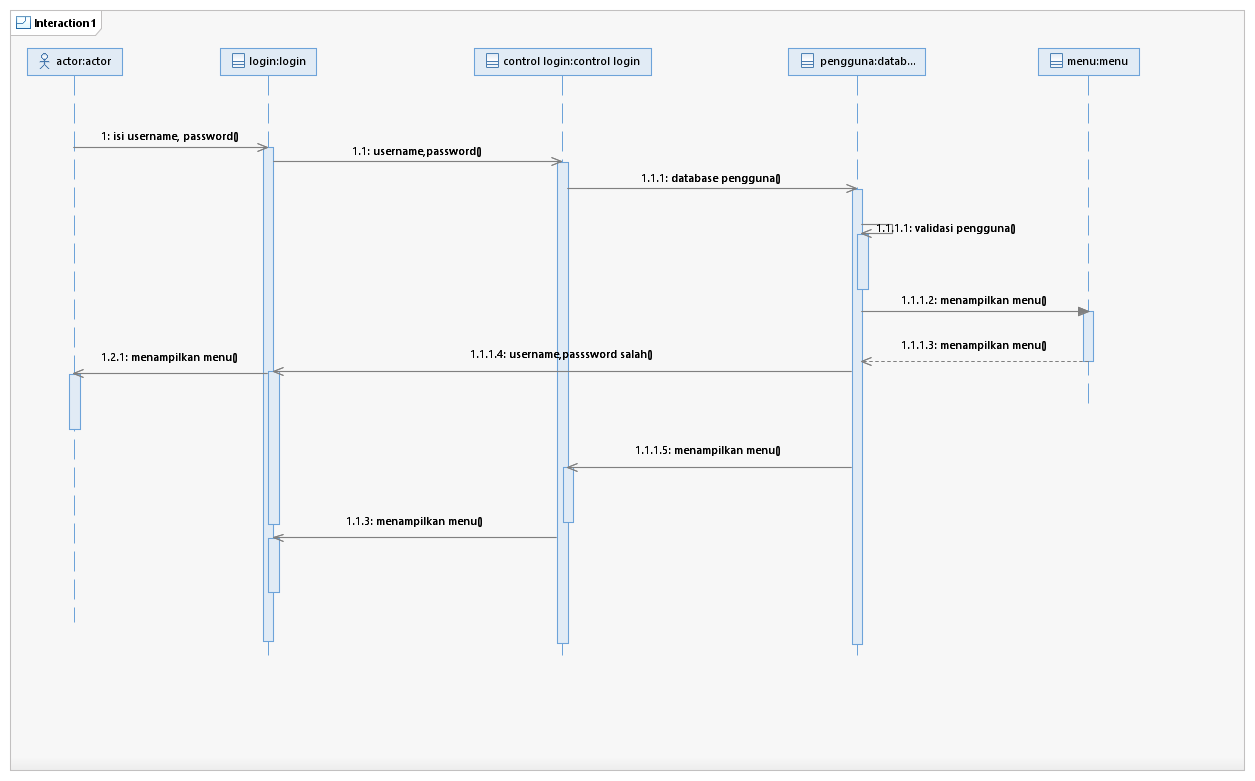 Interaction1
actor:actor
login:login
control login:control login
pengguna:datab...
menu:menu
1: isi username, password()
1.1: username,password()
1.1.1: database pengguna()
1.1.1.1: validasi pengguna()
1.1.1.2: menampilkan menu()
1.1.1.3: menampilkan menu()
1.1.1.4: username,passsword salah()
1.2.1: menampilkan menu()
1.1.1.5: menampilkan menu()
1.1.3: menampilkan menu()